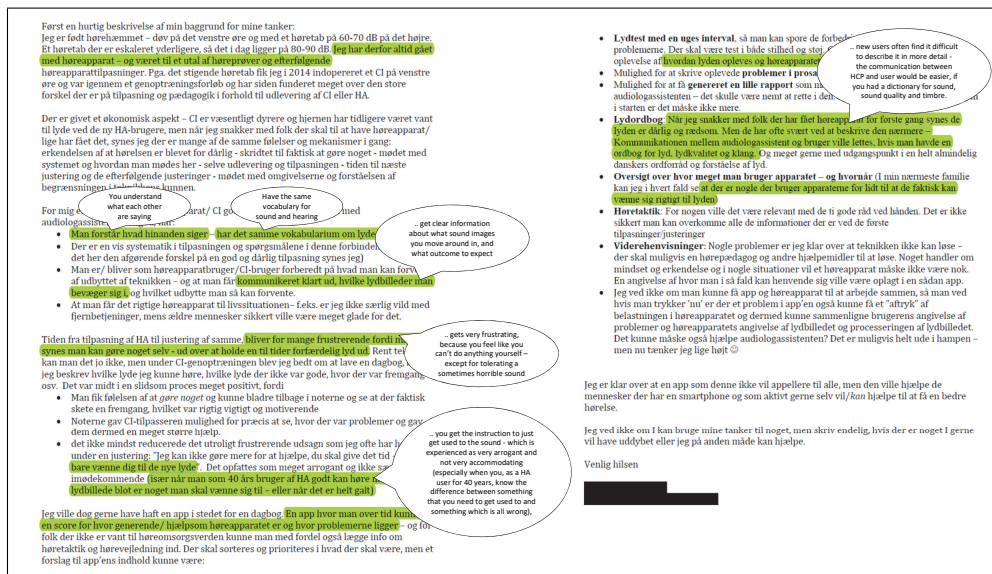 Først en hurtig beskrivelse af min baggrund for mine tanker:
Jeg er født hørehæmmet – døv på det venstre øre og med et høretab på 60-70 dB på det højre.
Et høretab der er eskaleret yderligere, så det i dag ligger på 80-90 dB. Jeg har derfor altid gået
med høreapparat – og været til et utal af høreprøver og efterfølgende
høreapparattilpasninger. Pga. det stigende høretab fik jeg i 2014 indopereret et CI på venstre
øre og var igennem et genoptræningsforløb og har siden funderet meget over den store
forskel der er på tilpasning og pædagogik i forhold til udlevering af CI eller HA.
Der er givet et økonomisk aspekt – CI er væsentligt dyrere og hjernen har tidligere været vant
til lyde ved de ny HA-brugere, men når jeg snakker med folk der skal til at have høreapparat/
lige har fået det, synes jeg der er mange af de samme følelser og mekanismer i gang:
erkendelsen af at hørelsen er blevet for dårlig - skridtet til faktisk at gøre noget - mødet med
systemet og hvordan man mødes her - selve udlevering og tilpasningen - tiden til næste
justering og de efterfølgende justeringer - mødet med omgivelserne og forståelsen af
begrænsningen i kunnen.
You understand
what each other
are saying
Have the same
vocabulary for
sound and hearing
For mig e arat/ CI go med
audiologass
• Man forstår hvad hinanden siger – har det samme vokabularium om lyde
• Der er en vis systematik i tilpasningen og spørgsmålene i denne forbinde
det her den afgørende forskel på en god og dårlig tilpasning synes jeg)
• Man er/ bliver som høreapparatbruger/CI-bruger forberedt på hvad man kan forv
af udbyttet af teknikken – og at man får kommunikeret klart ud, hvilke lydbilleder man
bevæger sig i, og hvilket udbytte man så kan forvente.
• At man får det rigtige høreapparat til livssituationen– f.eks. er jeg ikke særlig vild med
fjernbetjeninger, mens ældre mennesker sikkert ville være meget glade for det.
.. get clear information
about what sound images
you move around in, and
what outcome to expect
Tiden fra tilpasning af HA til justering af samme, bliver for mange frustrerende fordi m
synes man kan gøre noget selv - ud over at holde en til tider forfærdelig lyd ud. Rent te
kan man det jo ikke, men under CI-genoptræningen blev jeg bedt om at lave en dagbog,
jeg beskrev hvilke lyde jeg kunne høre, hvilke lyde der ikke var gode, hvor der var fremgang
osv. Det var midt i en slidsom proces meget positivt, fordi
• Man fik følelsen af at gøre noget og kunne bladre tilbage i noterne og se at der faktisk
skete en fremgang, hvilket var rigtig vigtigt og motiverende
• Noterne gav CI-tilpasseren mulighed for præcis at se, hvor der var problemer og gav
dem dermed en meget større hjælp.
• det ikke mindst reducerede det utroligt frustrerende udsagn som jeg ofte har h
under en justering: "Jeg kan ikke gøre mere for at hjælpe, du skal give det tid
bare vænne dig til de nye lyde". Det opfattes som meget arrogant og ikke sæ
imødekommende (især når man som 40 års bruger af HA godt kan høre
lydbillede blot er noget man skal vænne sig til – eller når det er helt galt)
.. gets very frustrating,
because you feel like you
can't do anything yourself –
except for tolerating a
sometimes horrible sound
.. you get the instruction to just
get used to the sound - which is
experienced as very arrogant and
not very accommodating
(especially when you, as a HA
user for 40 years, know the
difference between something
that you need to get used to and
something which is all wrong),
Jeg ville dog gerne have haft en app i stedet for en dagbog. En app hvor man over tid kun
en score for hvor generende/ hjælpsom høreapparatet er og hvor problemerne ligger – og for
folk der ikke er vant til høreomsorgsverden kunne man med fordel også lægge info om
høretaktik og hørevejledning ind. Der skal sorteres og prioriteres i hvad der skal være, men et
forslag til app'ens indhold kunne være:
• Lydtest med en uges interval, så man kan spore de for
problemerne. Der skal være test i både stilhed og støj.
oplevelse af hvordan lyden opleves og høreapparate
• Mulighed for at skrive oplevede problemer i prosa
• Mulighed for at få genereret en lille rapport som m
audiologassistenten – det skulle være nemt at rette i den
i starten er det måske ikke mere.
• Lydordbog: Når jeg snakker med folk der har fået høreapparat for første gang synes de
lyden er dårlig og rædsom. Men de har ofte svært ved at beskrive den nærmere –
Kommunikationen mellem audiologassistent og bruger ville lettes, hvis man havde en
ordbog for lyd, lydkvalitet og klang. Og meget gerne med udgangspunkt i en helt almindelig
danskers ordforråd og forståelse af lyd.
.. new users often find it difficult
to describe it in more detail -
the communication between
HCP and user would be easier, if
you had a dictionary for sound,
sound quality and timbre.
• Oversigt over hvor meget man bruger apparatet – og hvornår (I min nærmeste familie
kan jeg i hvert fald se at der er nogle der bruger apparaterne for lidt til at de faktisk kan
vænne sig rigtigt til lyden)
• Høretaktik: For nogen ville det være relevant med de ti gode råd ved hånden. Det er ikke
sikkert man kan overkomme alle de informationer der er ved de første
tilpasninger/justeringer
• Viderehenvisninger: Nogle problemer er jeg klar over at teknikken ikke kan løse –
der skal muligvis en hørepædagog og andre hjælpemidler til at løse. Noget handler om
mindset og erkendelse og i nogle situationer vil et høreapparat måske ikke være nok.
En angivelse af hvor man i så fald kan henvende sig ville være oplagt i en sådan app.
• Jeg ved ikke om man kunne få app og høreapparat til at arbejde sammen, så man ved
hvis man trykker 'nu' er der et problem i app'en også kunne få et "aftryk" af
belastningen i høreapparatet og dermed kunne sammenligne brugerens angivelse af
problemer og høreapparatets angivelse af lydbilledet og processeringen af lydbilledet.
Det kunne måske også hjælpe audiologassistenten? Det er muligvis helt ude i hampen –
men nu tænker jeg lige højt ☺
Jeg er klar over at en app som denne ikke vil appellere til alle, men den ville hjælpe de
mennesker der har en smartphone og som aktivt gerne selv vil/kan hjælpe til at få en bedre
hørelse.
Jeg ved ikke om I kan bruge mine tanker til noget, men skriv endelig, hvis der er noget I gerne
vil have uddybet eller jeg på anden måde kan hjælpe.
Venlig hilsen